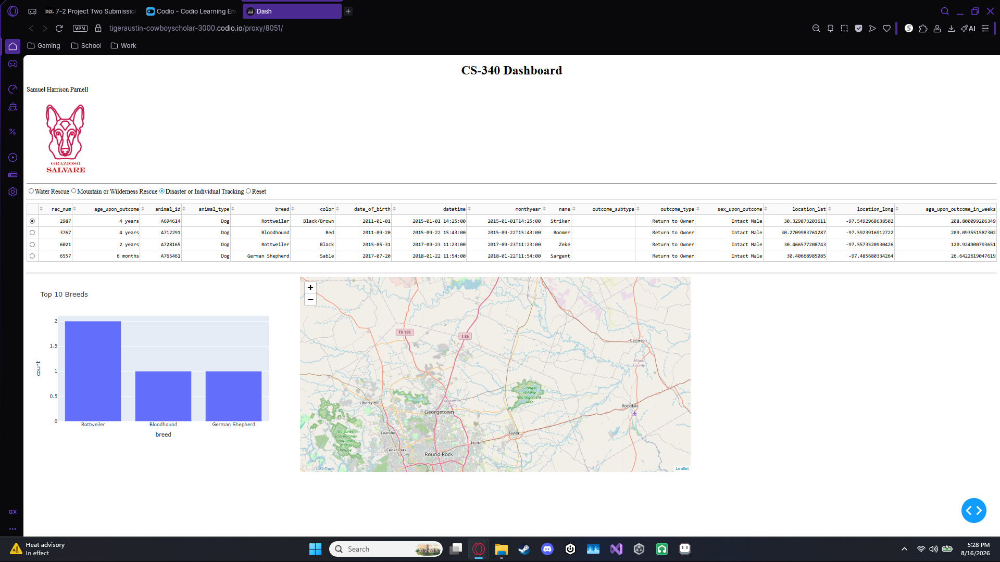 7-2 Project Two Submissio
Codio - Codio Learning En
Dash
VPN
tigeraustin-cowboyscholar-3000.codio.io/proxy/8051/
AI
Gaming
School
Work
CS-340 Dashboard
Samuel Harrison Parnell
GRAZIOSO
SALVARE
Water Rescue Mountain or Wilderness Rescue Disaster or Individual Tracking Reset
rec_num age_upon_outcome animal_id animal_type breed color date_of_birth datetime monthyear name outcome_subtype outcome_type sex_upon_outcome location_lat location_long age_upon_outcome_in_weeks
2987 4 years A694614 Dog Rottweiler Black/Brown 2011-01-01 2015-01-01 14:25:00 2015-01-01T14:25:00 Striker Return to Owner Intact Male 30.329873203611 -97.5492968638502 208.800099206349
3767 4 years A712291 Dog Bloodhound Red 2011-09-20 2015-09-22 15:43:00 2015-09-22T15:43:00 Boomer Return to Owner Intact Male 30.2709983761287 -97.5923916912722 209.093551587302
6021 2 years A728165 Dog Rottweiler Black 2015-05-31 2017-09-23 11:23:00 2017-09-23T11:23:00 Zeke Return to Owner Intact Male 30.466577208743 -97.5573520930426 120.924900793651
6557 6 months A765461 Dog German Shepherd Sable 2017-07-20 2018-01-22 11:54:00 2018-01-22T11:54:00 Sargent Return to Owner Intact Male 30.40668985085 -97.485680334264 26.6422619047619
Top 10 Breeds
2
1.5
1
0.5
0
count
Rottweiler
Bloodhound
German Shepherd
breed
+
−
TX 195
I 35
Cameron
Milam
County
Granger
Wildlife
Management
Area
Liberty Hill
Williamson
County
Rockdale
Georgetown
Leander
Taylor
Balcones
Canyonlands
National
Wildlife
Refuge
Hutto
Cedar Park
Round Rock
Lake Travis
Leaflet
GX
Heat advisory
In effect
Search
5:28 PM
8/16/2026